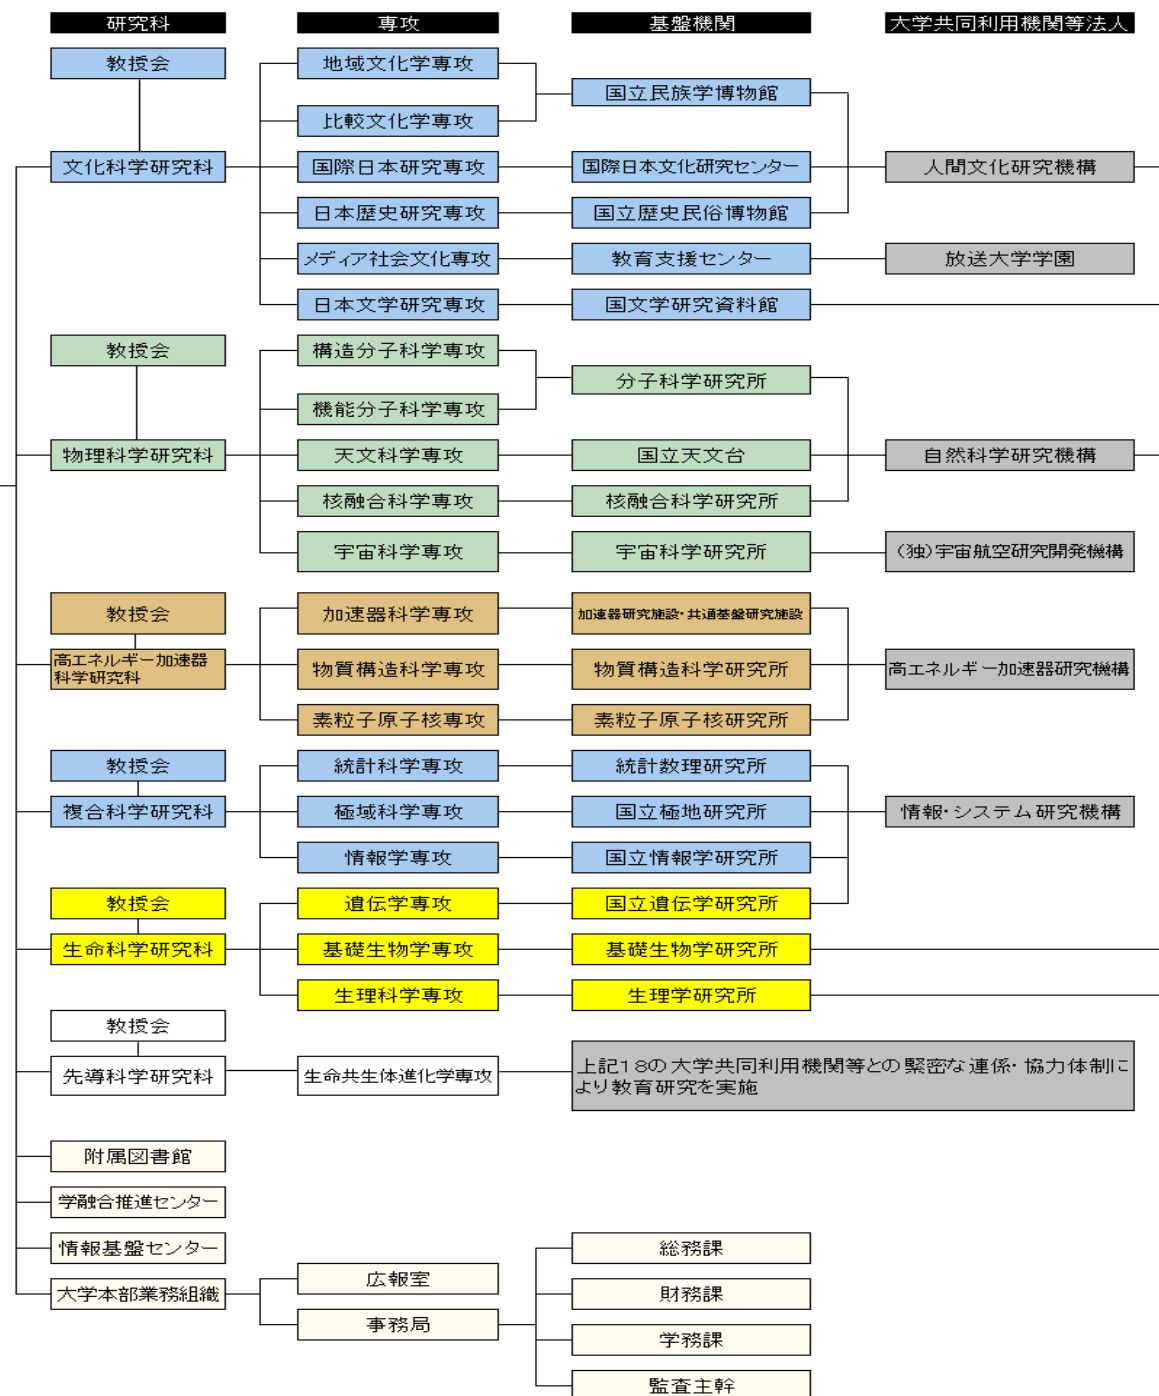 研究科 専攻 基盤機関 大学共同利用機関等法人
教授会 地域文化学専攻
国立民族学博物館
比較文化学専攻
文化科学研究科 国際日本研究専攻 国際日本文化研究センター 人間文化研究機構
日本歴史研究専攻 国立歴史民俗博物館
メディア社会文化専攻 教育支援センター 放送大学学園
日本文学研究専攻 国文学研究資料館
教授会 構造分子科学専攻
分子科学研究所
機能分子科学専攻
物理科学研究科 天文科学専攻 国立天文台 自然科学研究機構
核融合科学専攻 核融合科学研究所
宇宙科学専攻 宇宙科学研究所 (独)宇宙航空研究開発機構
教授会 加速器科学専攻 加速器研究施設・共通基盤研究施設
高エネルギー加速器
科学研究科 物質構造科学専攻 物質構造科学研究所 高エネルギー加速器研究機構
素粒子原子核専攻 素粒子原子核研究所
教授会 統計科学専攻 統計数理研究所
複合科学研究科 極域科学専攻 国立極地研究所 情報・システム研究機構
情報学専攻 国立情報学研究所
教授会 遺伝学専攻 国立遺伝学研究所
生命科学研究科 基礎生物学専攻 基礎生物学研究所
生理科学専攻 生理学研究所
教授会
先導科学研究科 生命共生体進化学専攻 上記18の大学共同利用機関等との緊密な連係・協力体制に
より教育研究を実施
附属図書館
学融合推進センター
情報基盤センター 総務課
大学本部業務組織 広報室 財務課
事務局 学務課
監査主幹